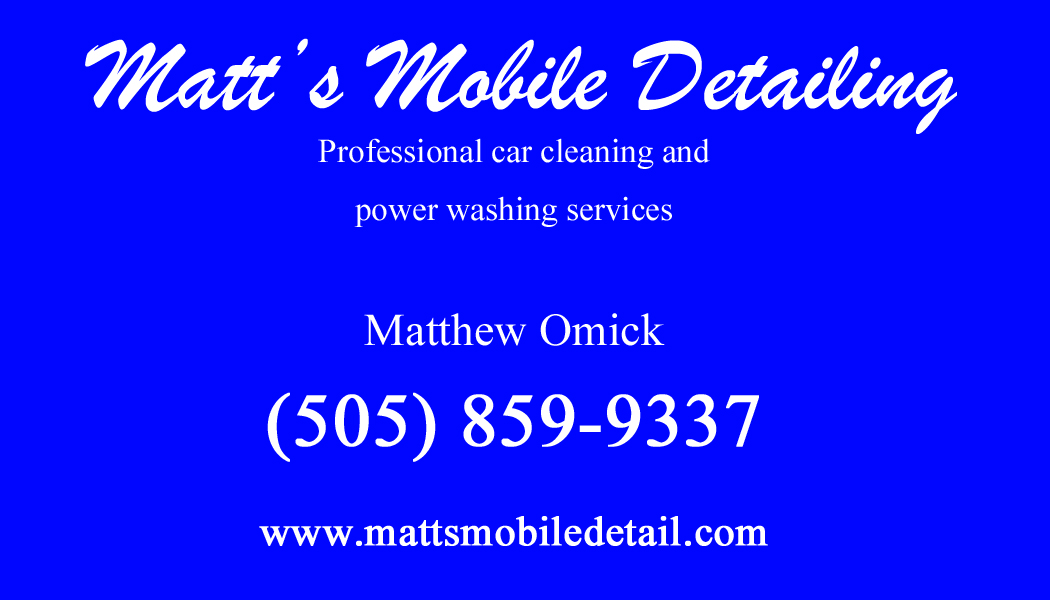 Matt's Mobile Detailing
Professional car cleaning and
power washing services
Matthew Omick
(505) 859-9337
www.mattsmobiledetail.com